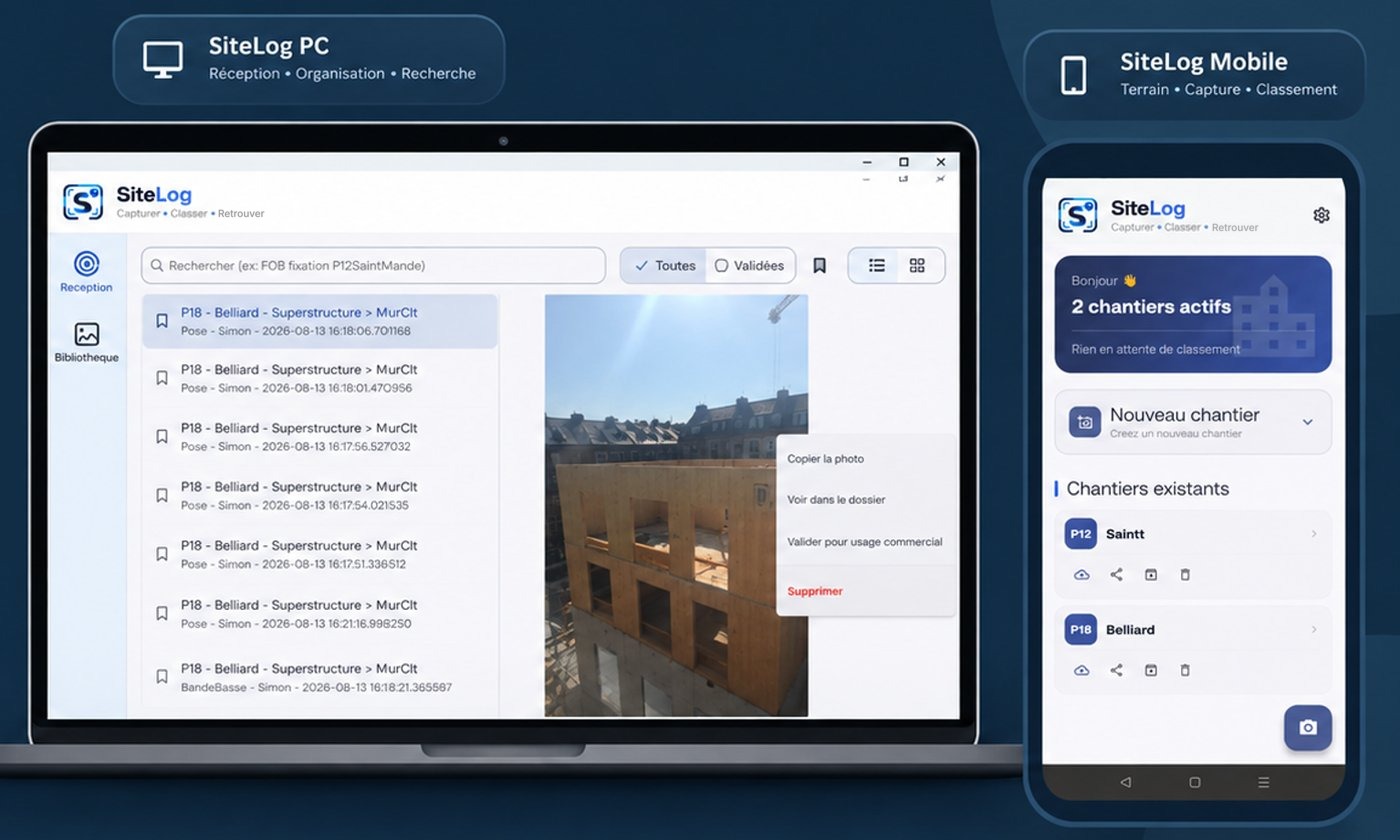 SiteLog PC
Réception • Organisation • Recherche
SiteLog
Capturer • Classer • Retrouver
Reception
Bibliotheque
Rechercher (ex: FOB fixation P12SaintMande)
Toutes
Validées
P18 - Belliard - Superstructure > MurClt
Pose - Simon - 2026-08-13 16:18:06.701168
P18 - Belliard - Superstructure > MurClt
Pose - Simon - 2026-08-13 16:18:01.470956
P18 - Belliard - Superstructure > MurClt
Pose - Simon - 2026-08-13 16:17:56.527032
P18 - Belliard - Superstructure > MurClt
Pose - Simon - 2026-08-13 16:17:54.021535
P18 - Belliard - Superstructure > MurClt
Pose - Simon - 2026-08-13 16:17:51.336512
P18 - Belliard - Superstructure > MurClt
Pose - Simon - 2026-08-13 16:21:16.998250
P18 - Belliard - Superstructure > MurClt
BandeBasse - Simon - 2026-08-13 16:18:21.365567
Copier la photo
Voir dans le dossier
Valider pour usage commercial
Supprimer
SiteLog Mobile
Terrain • Capture • Classement
SiteLog
Capturer • Classer • Retrouver
Bonjour 👋
2 chantiers actifs
Rien en attente de classement
Nouveau chantier
Creez un nouveau chantier
Chantiers existants
P12 Saintt
P18 Belliard